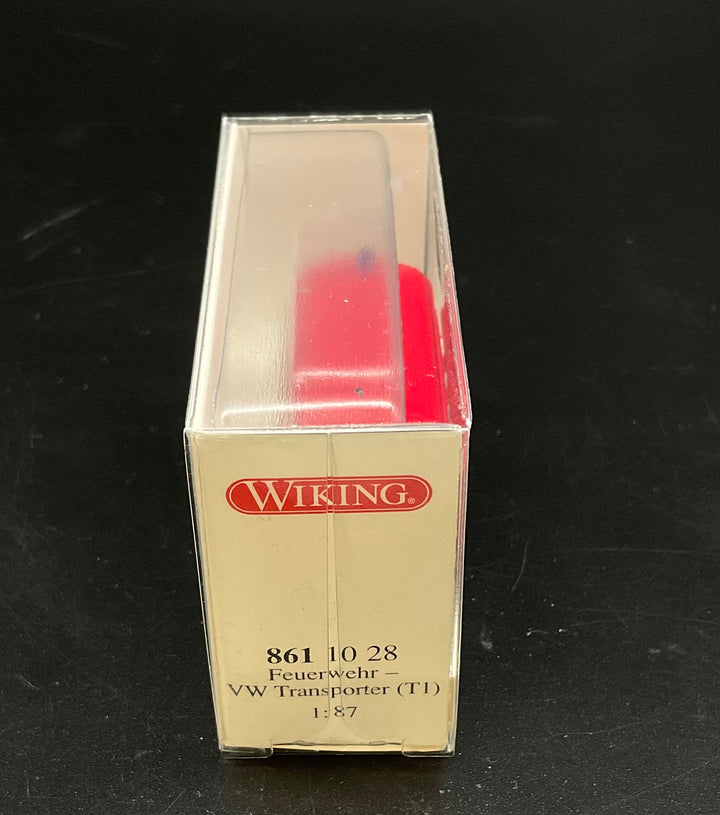 WIKING®
861 10 28
Feuerwehr –
VW Transporter (T1)
1:87